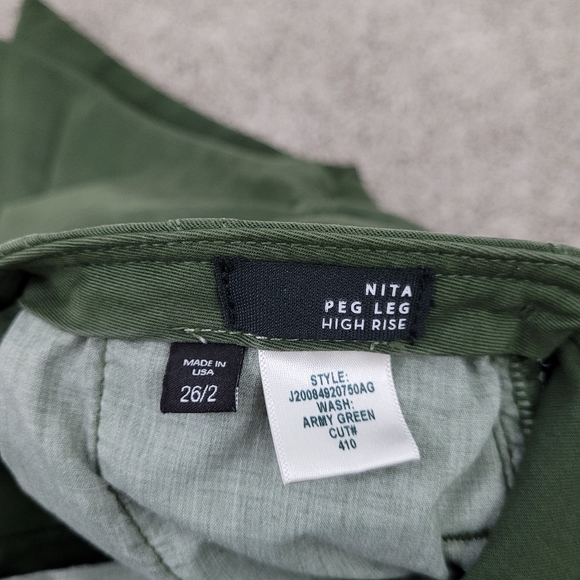 NITA
PEG LEG
HIGH RISE
MADE IN
USA
26/2
STYLE:
J20084920750AG
WASH:
ARMY GREEN
CUT#
410